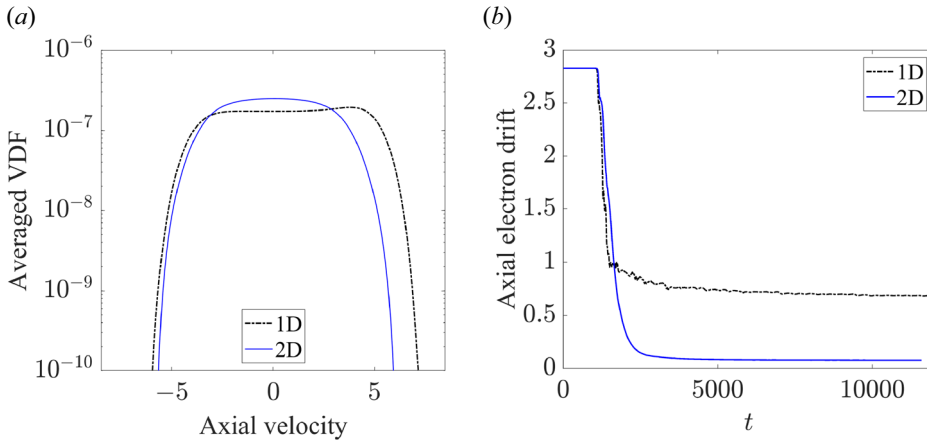 (a)
10⁻⁶
10⁻⁷
10⁻⁸
10⁻⁹
10⁻¹⁰
Averaged VDF
1D
2D
−5 0 5
Axial velocity
(b)
3
2.5
2
1.5
1
0.5
0
Axial electron drift
1D
2D
0 5000 10000
t